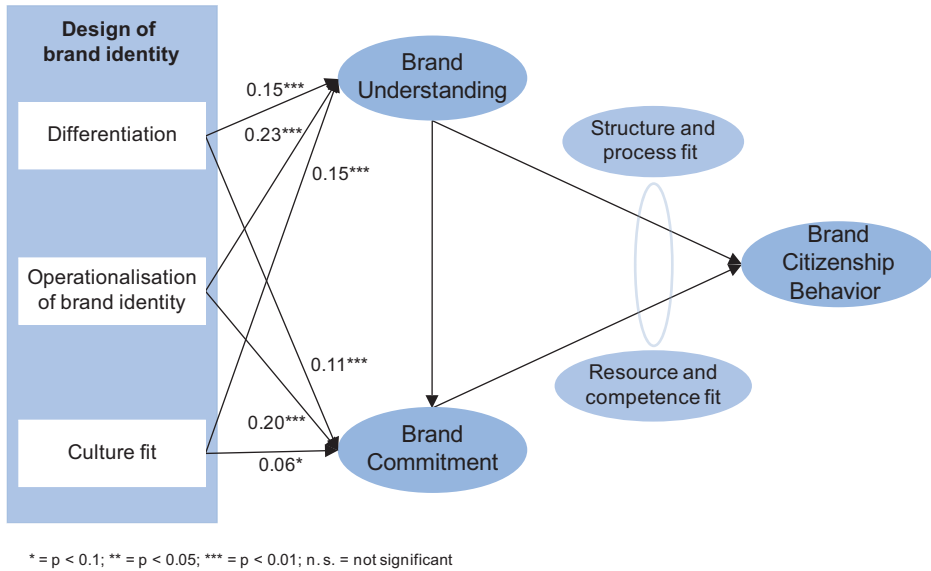 Design of
brand identity
Differentiation
Operationalisation
of brand identity
Culture fit
0.15***
0.23***
0.15***
0.11***
0.20***
0.06*
Brand
Understanding
Brand
Commitment
Structure and
process fit
Resource and
competence fit
Brand
Citizenship
Behavior
* = p < 0.1; ** = p < 0.05; *** = p < 0.01; n. s. = not significant